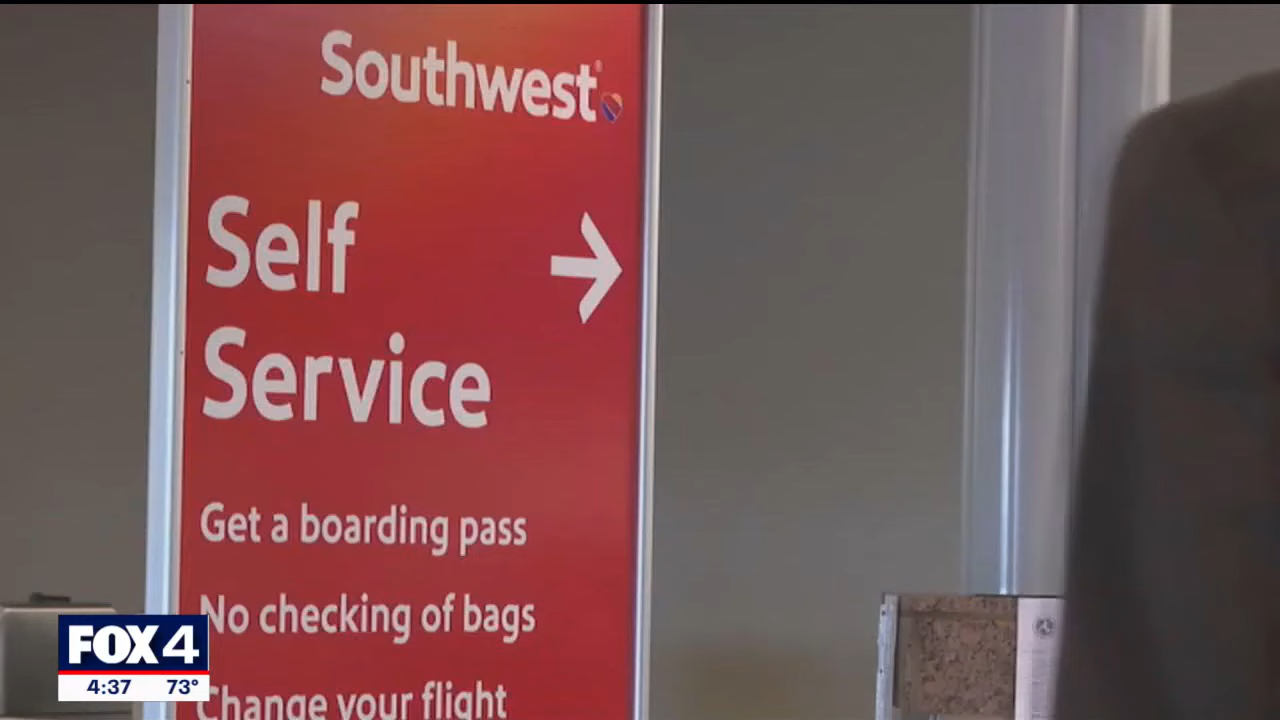 Southwest®
Self
Service
Get a boarding pass
No checking of bags
Change your flight
FOX 4
4:37 73°